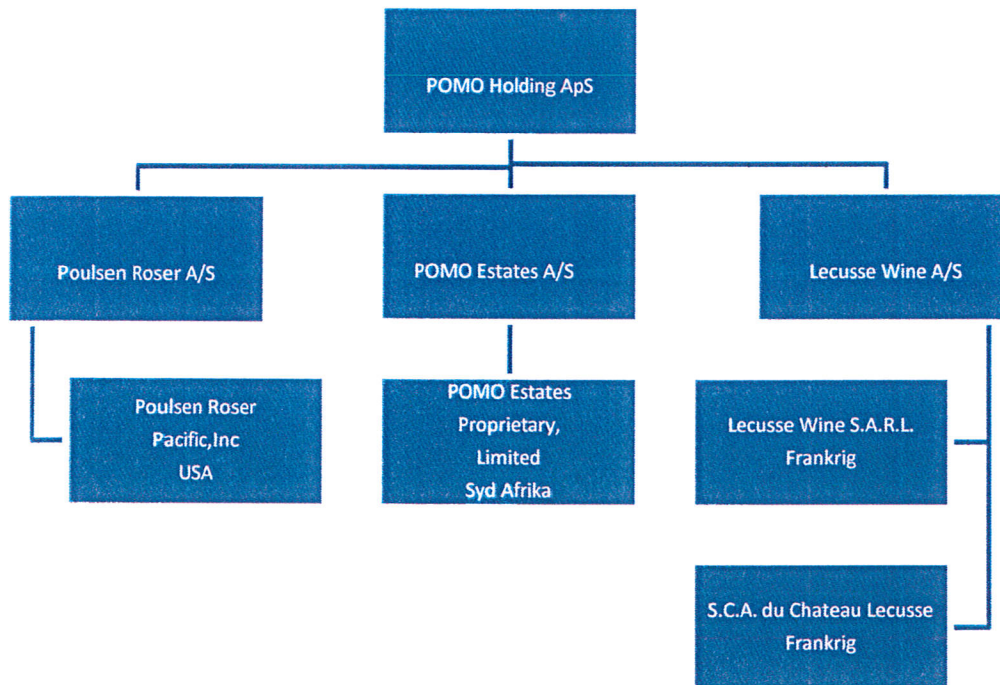 POMO Holding ApS
Poulsen Roser A/S
POMO Estates A/S
Lecusse Wine A/S
Poulsen Roser
Pacific,Inc
USA
POMO Estates
Proprietary,
Limited
Syd Afrika
Lecusse Wine S.A.R.L.
Frankrig
S.C.A. du Chateau Lecusse
Frankrig